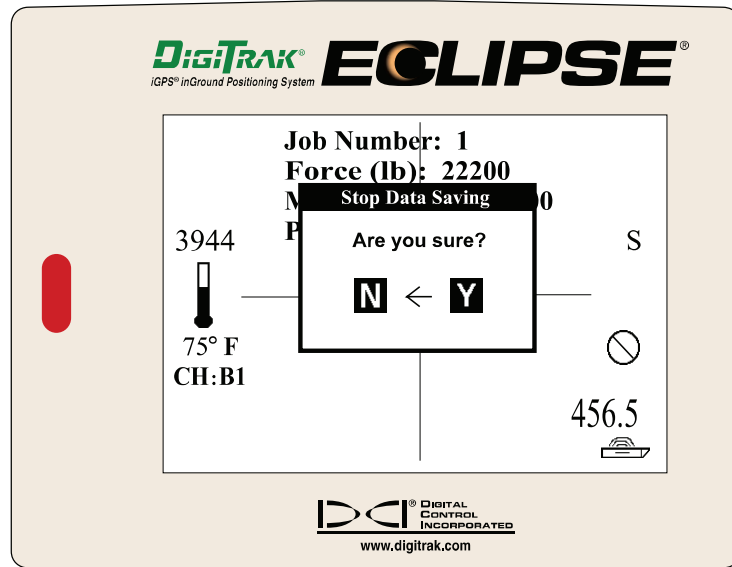 DIGITRAK®
iGPS® inGround Positioning System
ECLIPSE®
Job Number: 1
Force (lb): 22200
Stop Data Saving
Are you sure?
N ← Y
3944
75° F
CH:B1
S
456.5
DCI® DIGITAL
CONTROL
INCORPORATED
www.digitrak.com